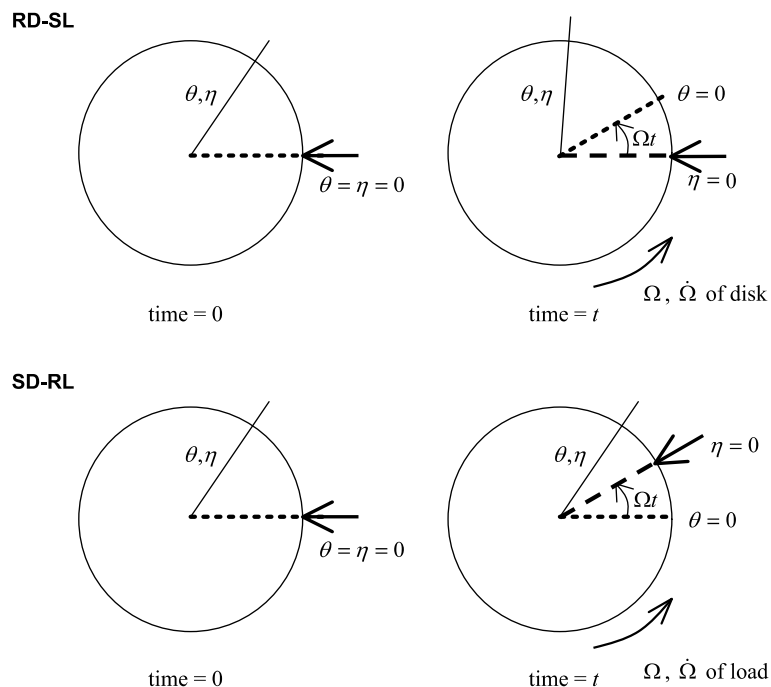 RD-SL
θ,η
θ = η = 0
time = 0
θ,η
θ = 0
Ωt
η = 0
Ω , Ω̇ of disk
time = t
SD-RL
θ,η
θ = η = 0
time = 0
θ,η
η = 0
Ωt
θ = 0
Ω , Ω̇ of load
time = t